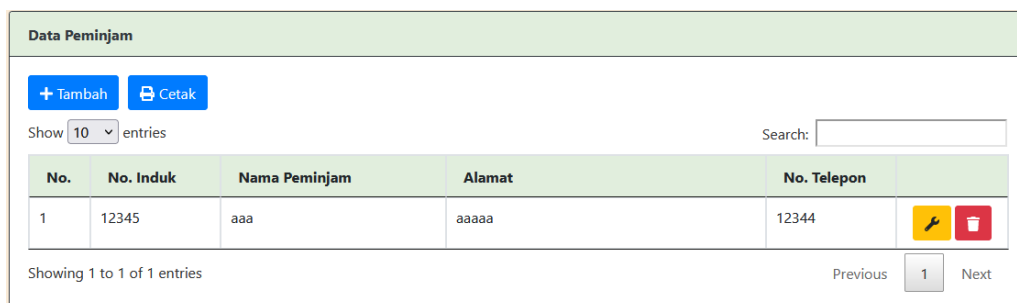 Data Peminjam
Tambah Cetak
Show 10 entries Search:
No. No. Induk Nama Peminjam Alamat No. Telepon
1 12345 aaa aaaaa 12344
Showing 1 to 1 of 1 entries Previous 1 Next